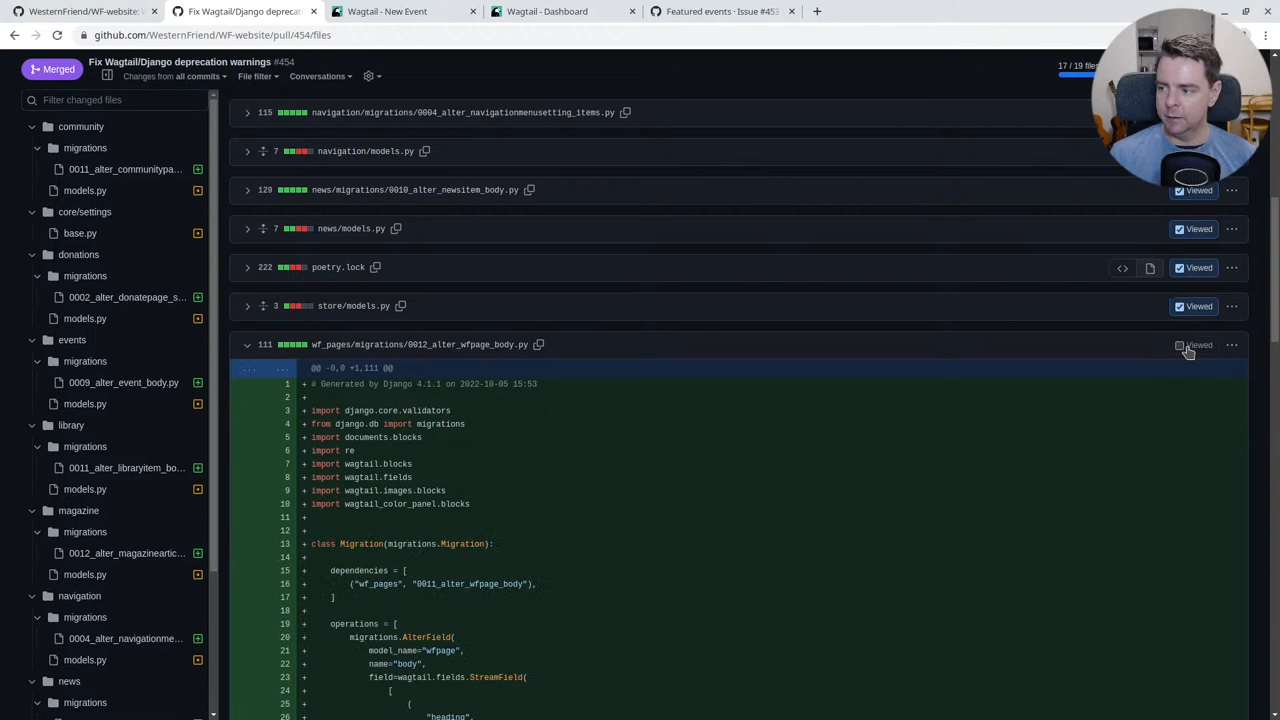 WesternFriend/WF-website: W
Fix Wagtail/Django depreca
Wagtail - New Event
Wagtail - Dashboard
Featured events · Issue #453
github.com/WesternFriend/WF-website/pull/454/files
Merged
Fix Wagtail/Django deprecation warnings #454
Changes from all commits
File filter
Conversations
17 / 19 files
Filter changed files
community
migrations
0011_alter_communitypa...
models.py
core/settings
base.py
donations
migrations
0002_alter_donatepage_s...
models.py
events
migrations
0009_alter_event_body.py
models.py
library
migrations
0011_alter_libraryitem_bo...
models.py
magazine
migrations
0012_alter_magazineartic...
models.py
navigation
migrations
0004_alter_navigationme...
models.py
news
migrations
115 navigation/migrations/0004_alter_navigationmenusetting_items.py
7 navigation/models.py
129 news/migrations/0010_alter_newsitem_body.py Viewed
7 news/models.py Viewed
222 poetry.lock Viewed
3 store/models.py Viewed
111 wf_pages/migrations/0012_alter_wfpage_body.py Viewed
... ... @@ -0,0 +1,111 @@
1 + # Generated by Django 4.1.1 on 2022-10-05 15:53
2 +
3 + import django.core.validators
4 + from django.db import migrations
5 + import documents.blocks
6 + import re
7 + import wagtail.blocks
8 + import wagtail.fields
9 + import wagtail.images.blocks
10 + import wagtail_color_panel.blocks
11 +
12 +
13 + class Migration(migrations.Migration):
14 +
15 + dependencies = [
16 + ("wf_pages", "0011_alter_wfpage_body"),
17 + ]
18 +
19 + operations = [
20 + migrations.AlterField(
21 + model_name="wfpage",
22 + name="body",
23 + field=wagtail.fields.StreamField(
24 + [
25 + (
26 + "heading",